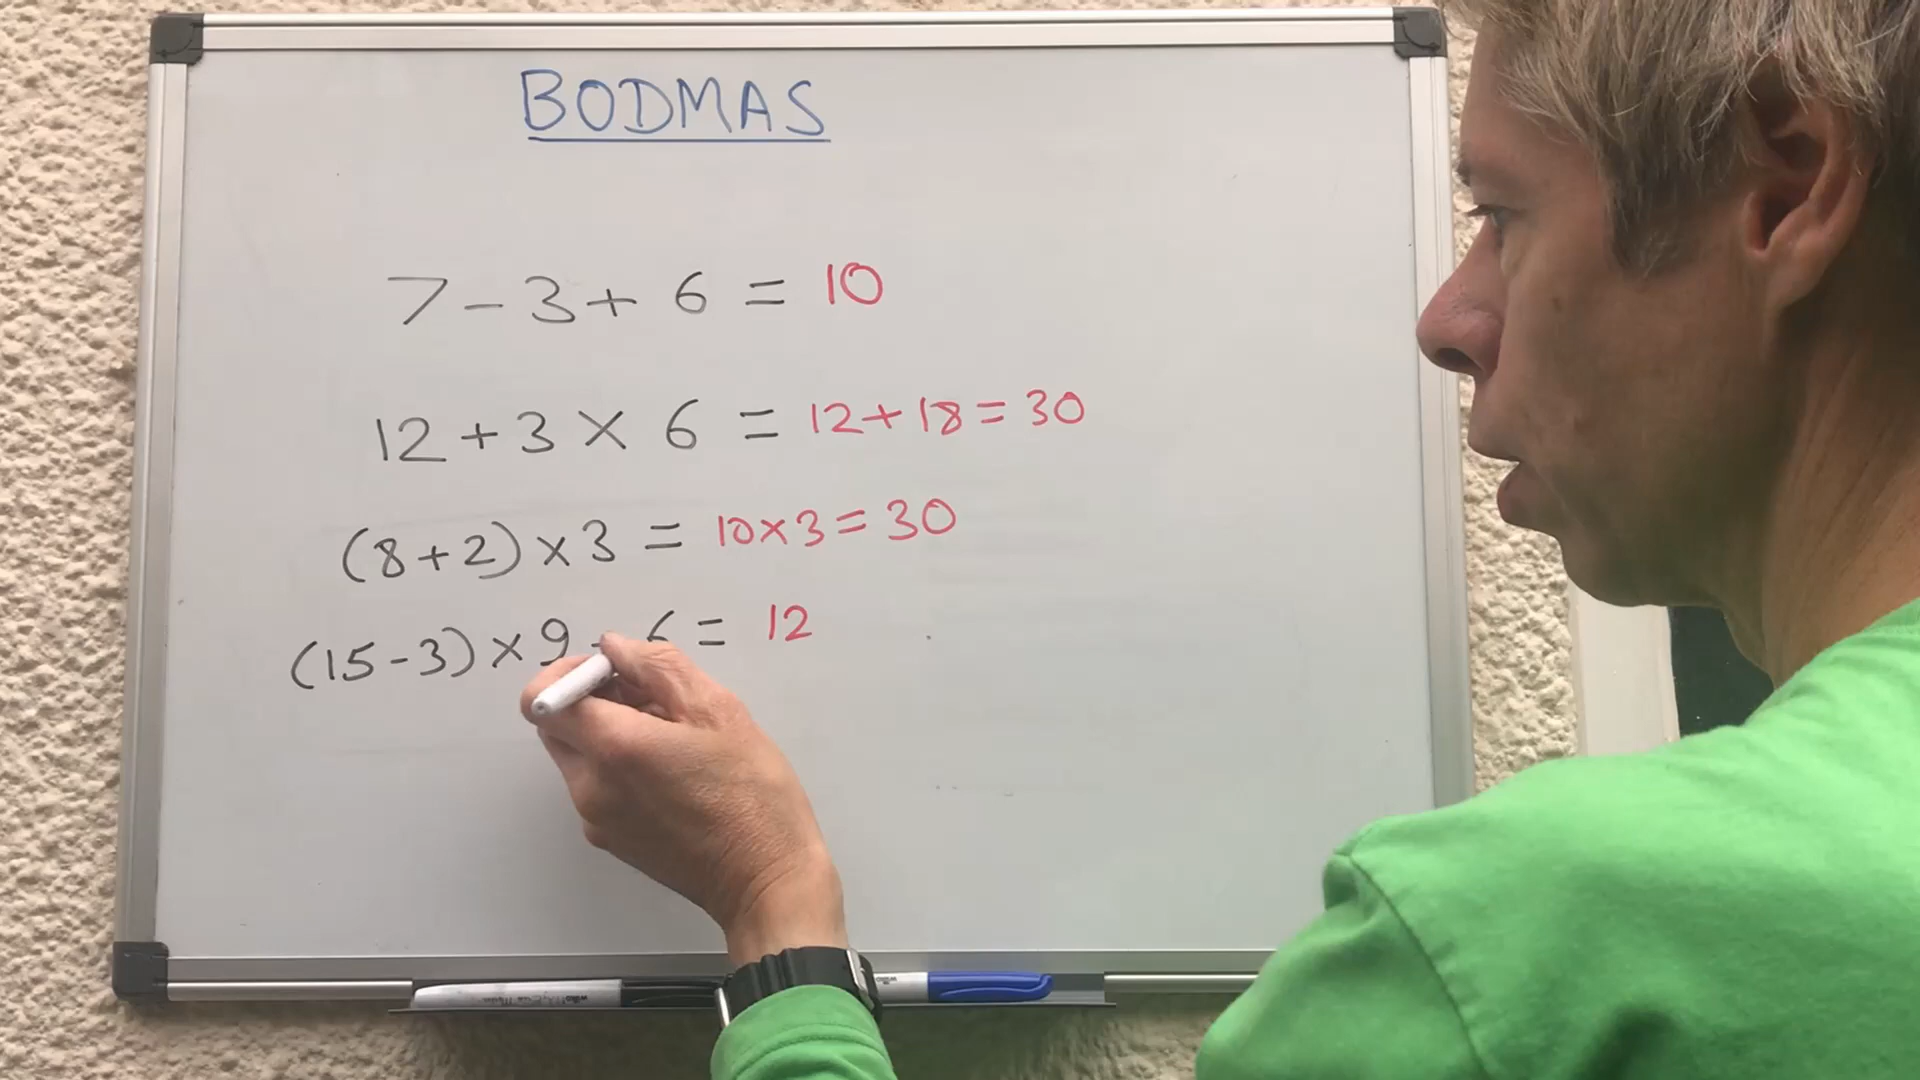 BODMAS
7 - 3 + 6 = 10
12 + 3 × 6 = 12 + 18 = 30
(8 + 2) × 3 = 10 × 3 = 30
(15 - 3) × 9 - 6 = 12